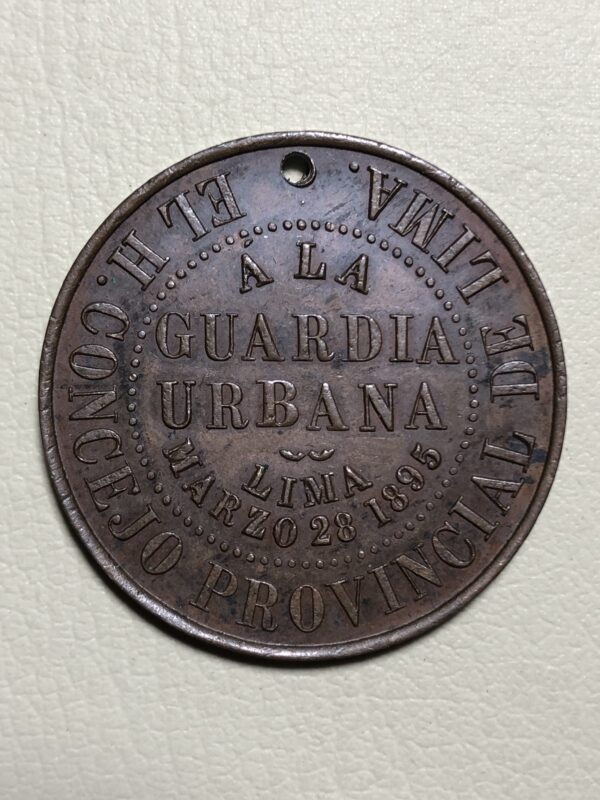 EL H. CONCEJO PROVINCIAL DE LIMA.
A LA
GUARDIA
URBANA
LIMA
MARZO 28 1895